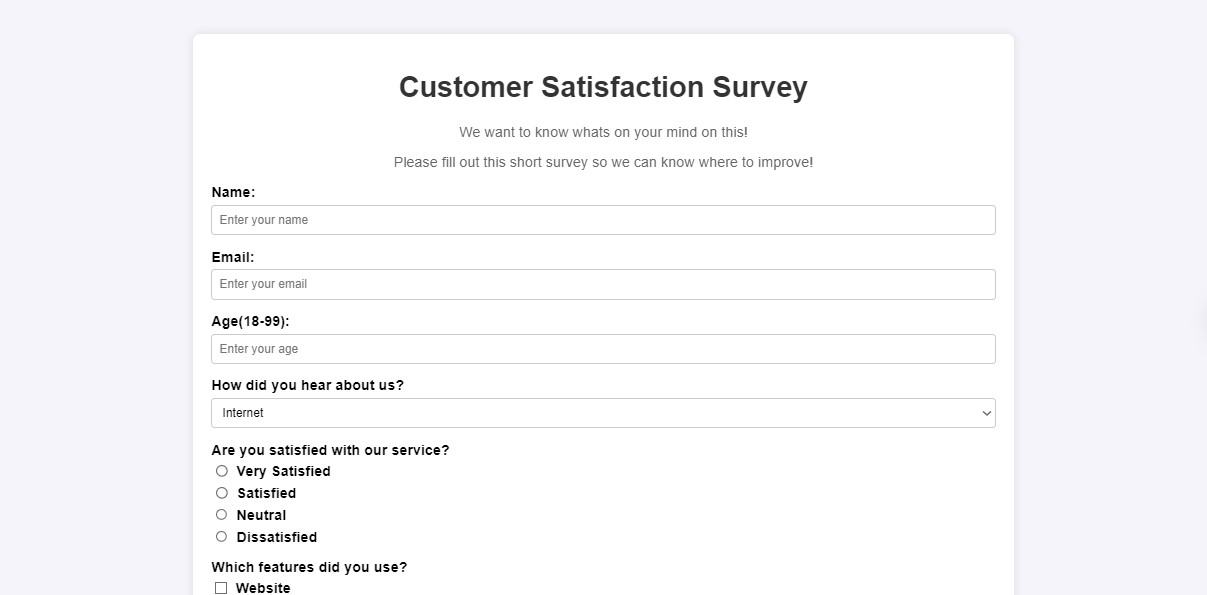 Customer Satisfaction Survey
We want to know whats on your mind on this!
Please fill out this short survey so we can know where to improve!
Name:
Enter your name
Email:
Enter your email
Age(18-99):
Enter your age
How did you hear about us?
Internet
Are you satisfied with our service?
Very Satisfied
Satisfied
Neutral
Dissatisfied
Which features did you use?
Website